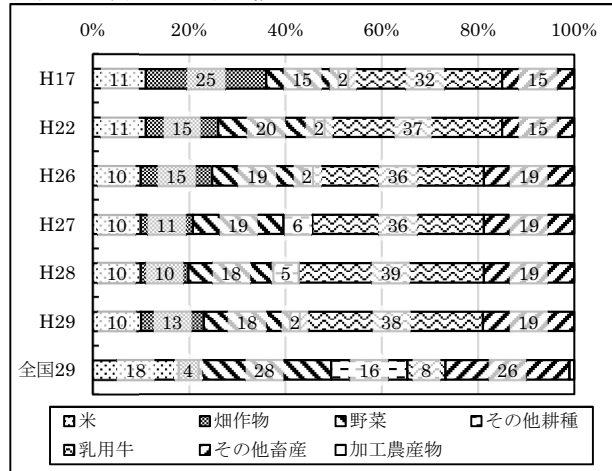 0% 20% 40% 60% 80% 100%
H17 11 25 15 2 32 15
H22 11 15 20 2 37 15
H26 10 15 19 2 36 19
H27 10 11 19 6 36 19
H28 10 10 18 5 39 19
H29 10 13 18 2 38 19
全国29 18 4 28 16 8 26
米 畑作物 野菜 その他耕種
乳用牛 その他畜産 加工農産物